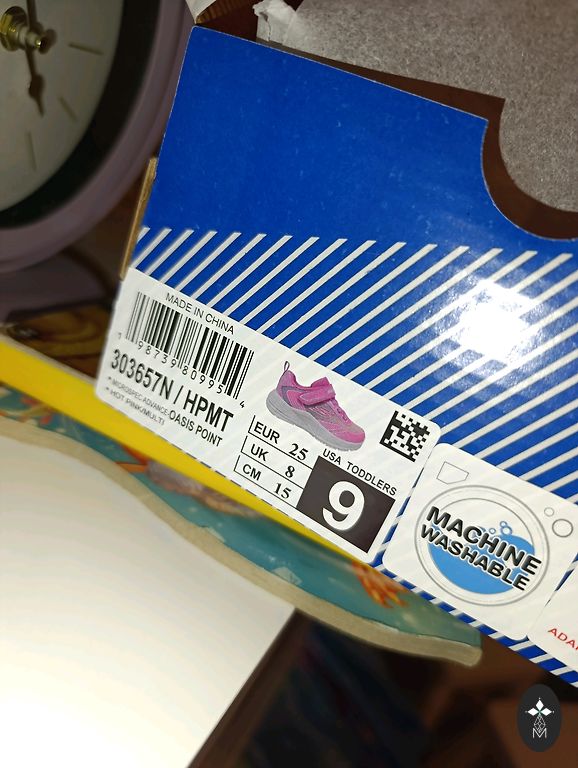 MADE IN CHINA
1 98739 80995 4
303657N / HPMT
* MICROSPEC ADVANCE-OASIS POINT
* HOT PINK/MULTI
EUR 25
UK 8
CM 15
USA TODDLERS
9
MACHINE
WASHABLE
M